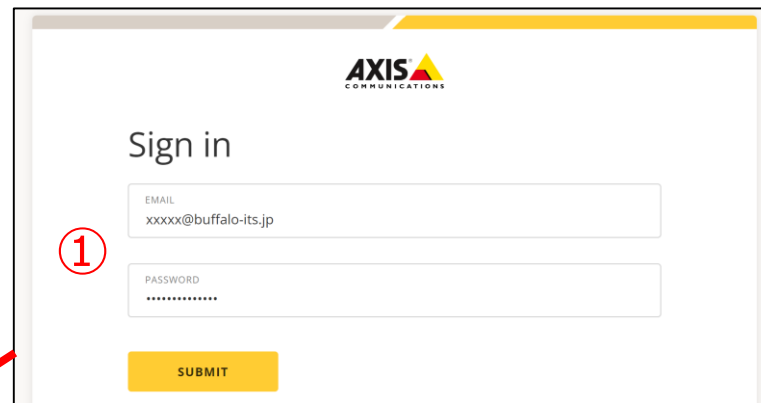 AXIS
COMMUNICATIONS
Sign in
EMAIL
xxxxx@buffalo-its.jp
①
PASSWORD
••••••••••••••
SUBMIT